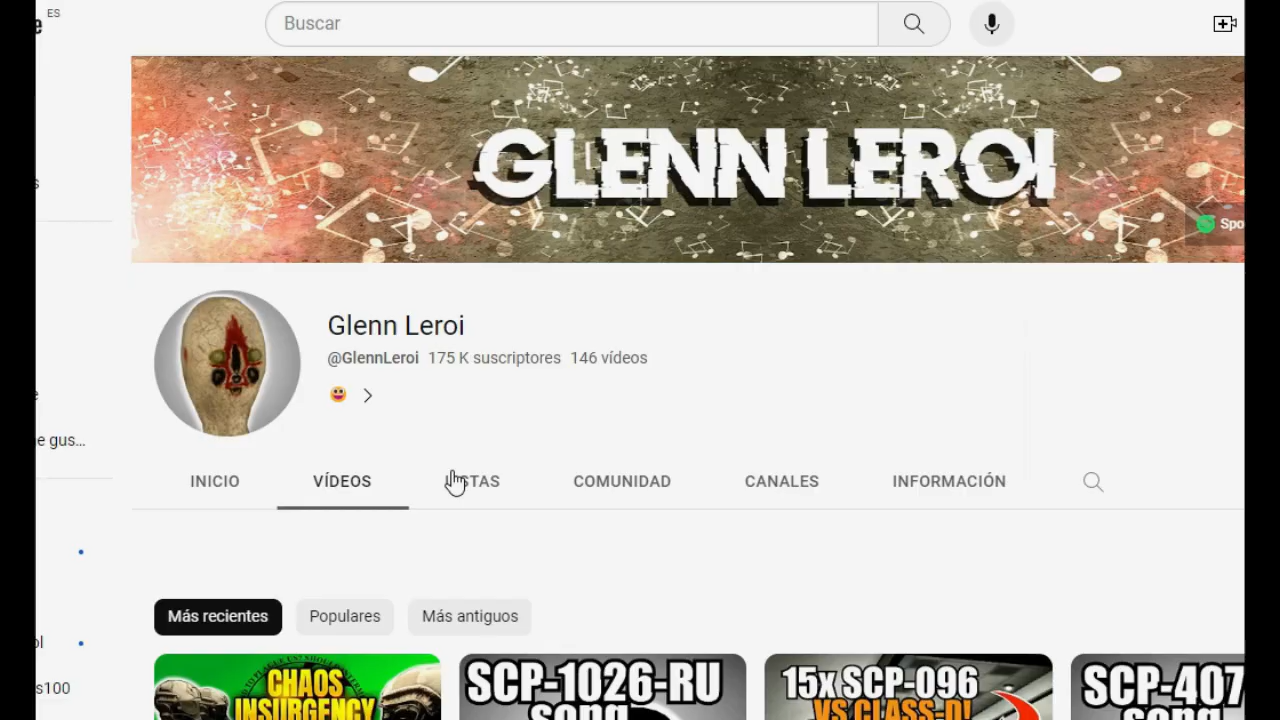 ES
Buscar
GLENN LEROI
Spo
Glenn Leroi
@GlennLeroi 175 K suscriptores 146 vídeos
e gus...
INICIO VÍDEOS COMUNIDAD CANALES INFORMACIÓN
ol
s100
Más recientes Populares Más antiguos
CHAOS
INSURGENCY
SCP-1026-RU
song
15x SCP-096
VS CLASS-D!
SCP-407
song